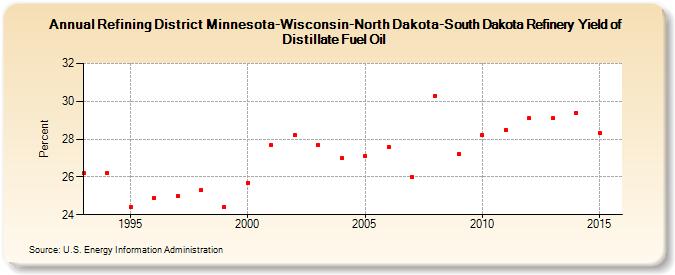 Annual Refining District Minnesota-Wisconsin-North Dakota-South Dakota Refinery Yield of
Distillate Fuel Oil
Percent
32
30
28
26
24
1995
2000
2005
2010
2015
Source: U.S. Energy Information Administration